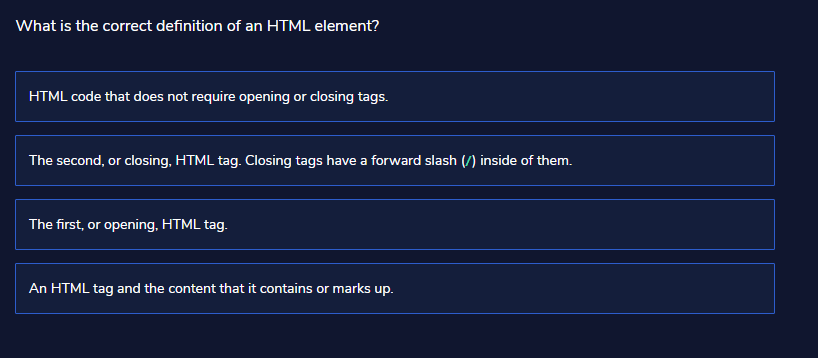 What is the correct definition of an HTML element?
HTML code that does not require opening or closing tags.
The second, or closing, HTML tag. Closing tags have a forward slash (/) inside of them.
The first, or opening, HTML tag.
An HTML tag and the content that it contains or marks up.